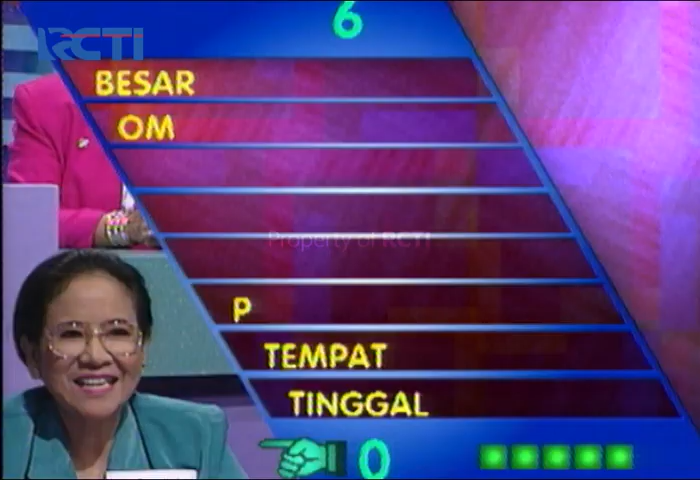 6
RCTI
BESAR
OM
Property of RCTI
P
TEMPAT
TINGGAL
0